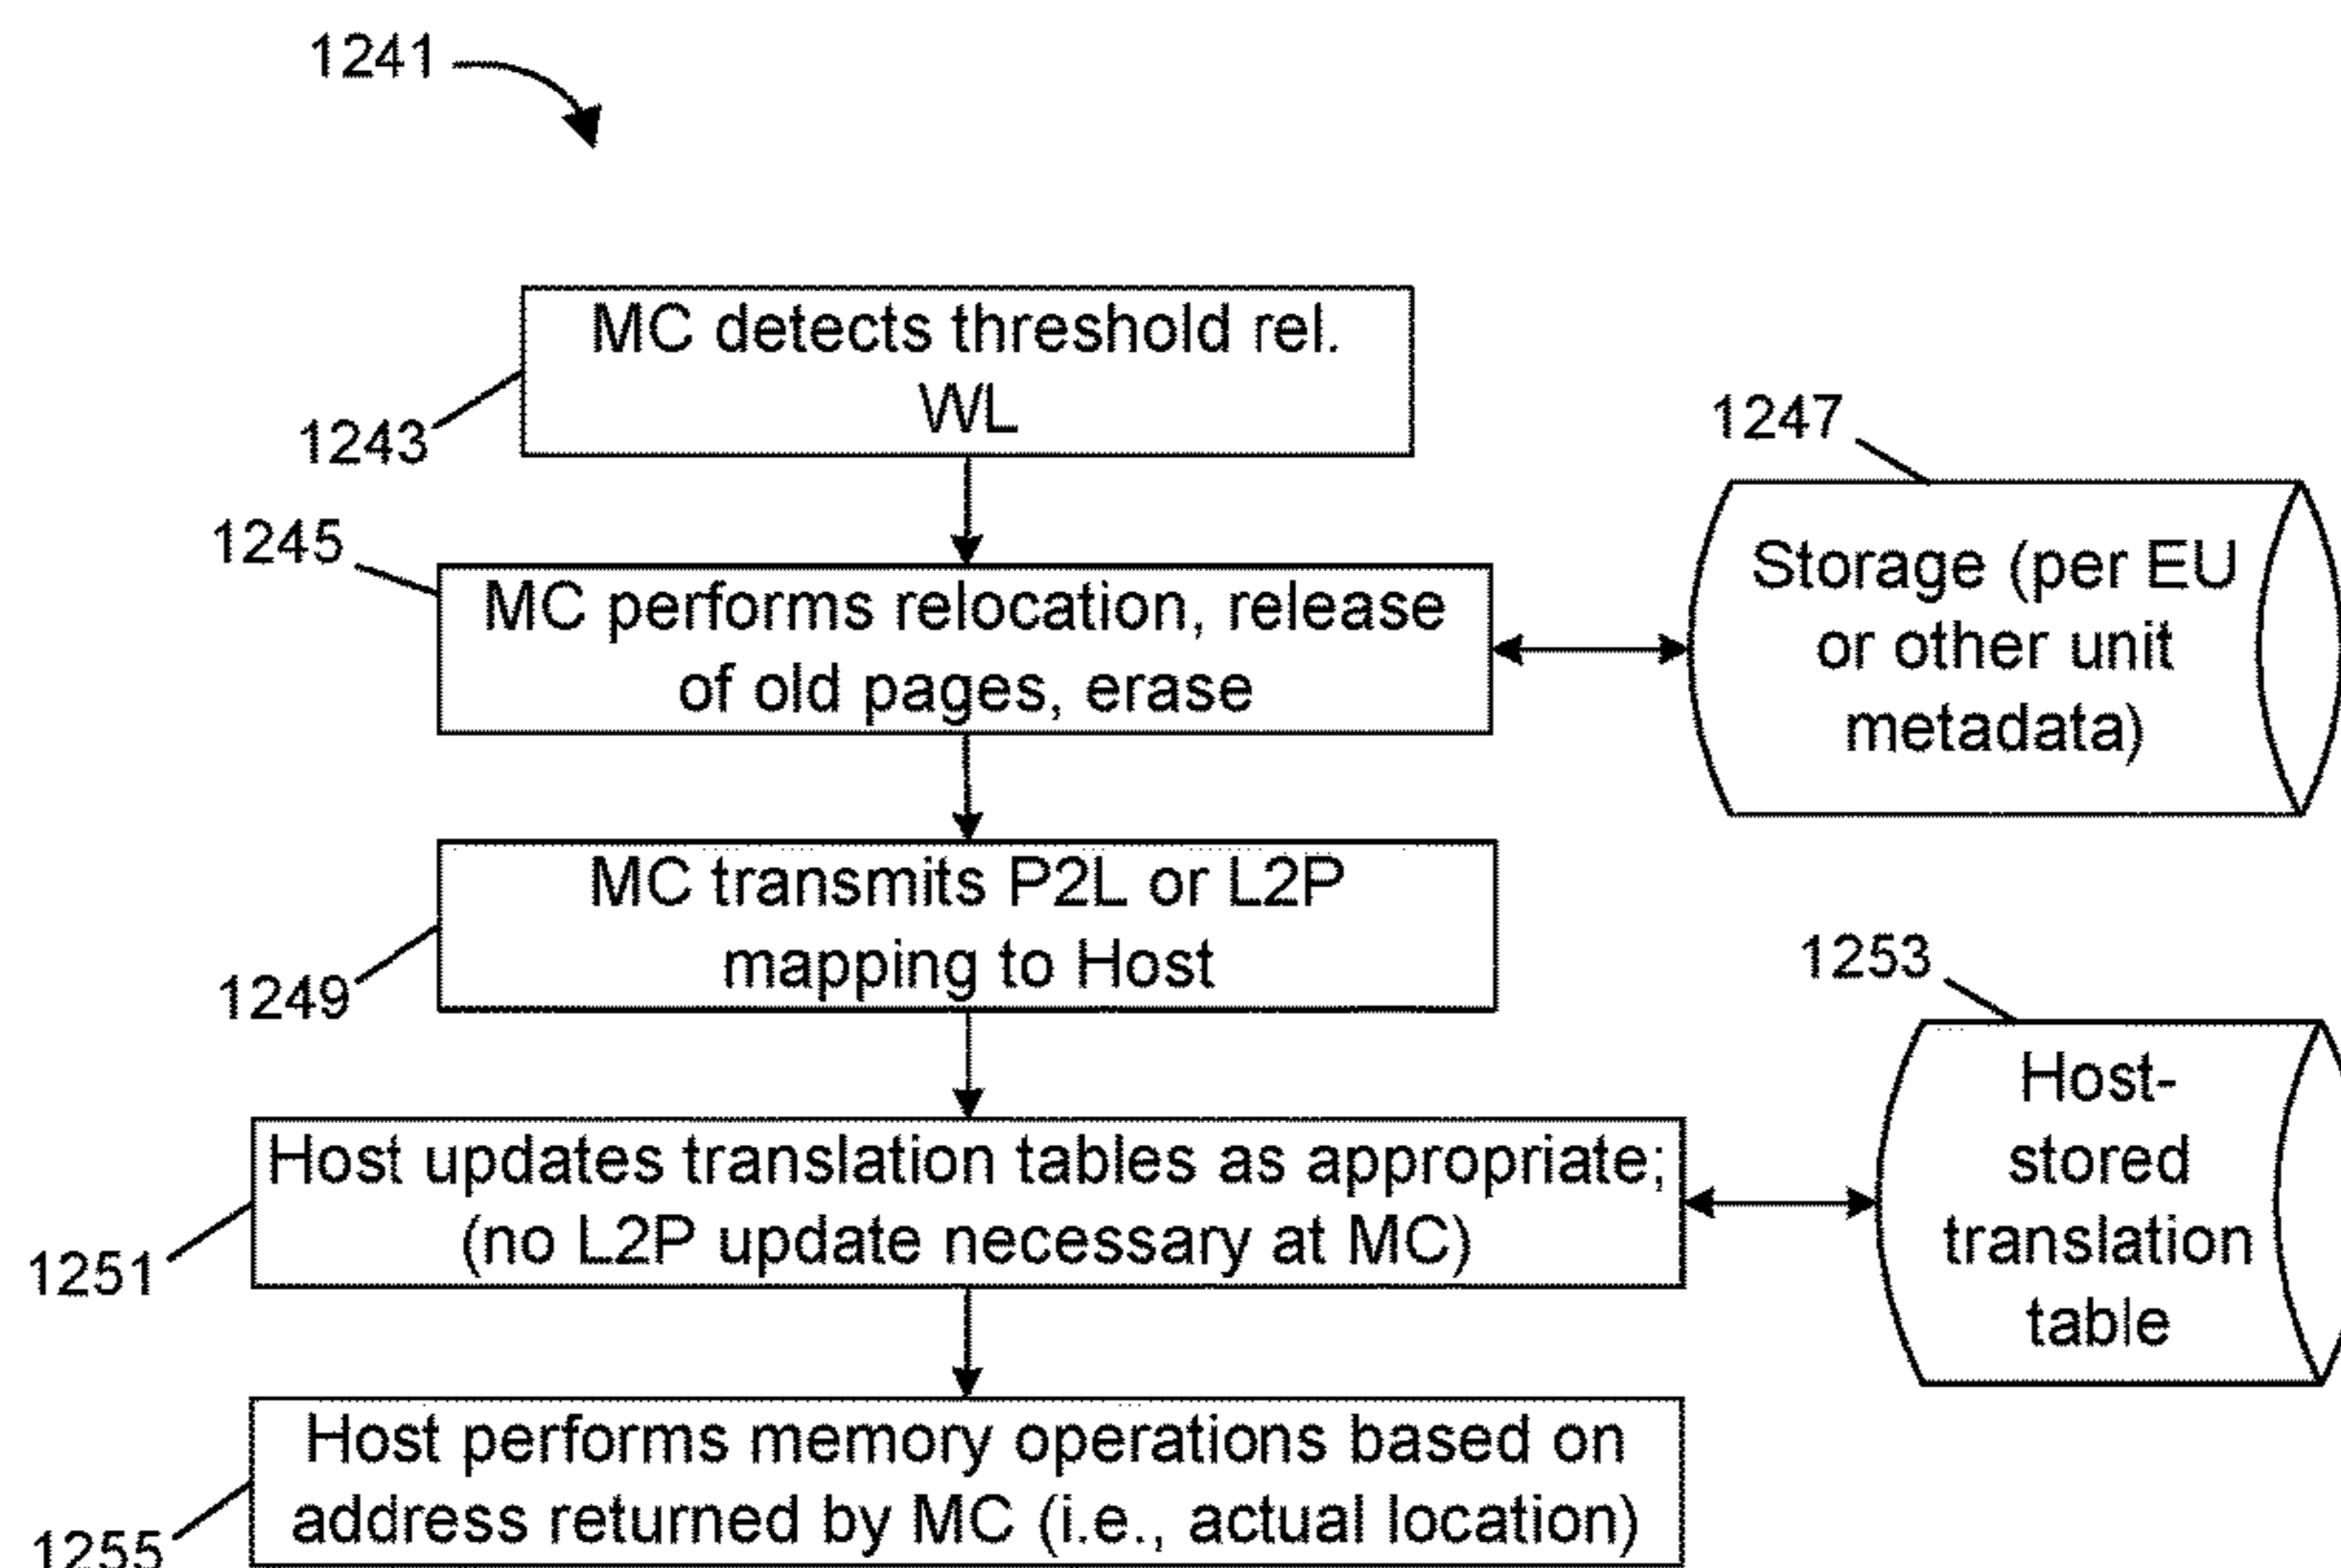 1241
MC detects threshold rel.
WL
1243
1247
1245
MC performs relocation, release
of old pages, erase
Storage (per EU
or other unit
metadata)
MC transmits P2L or L2P
mapping to Host
1249
1253
Host updates translation tables as appropriate;
(no L2P update necessary at MC)
1251
Host-
stored
translation
table
Host performs memory operations based on
address returned by MC (i.e., actual location)
1255